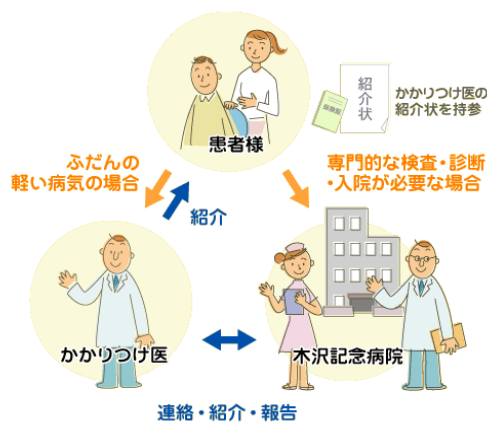 紹介状
かかりつけ医の
紹介状を持参
患者様
ふだんの
軽い病気の場合
専門的な検査・診断
・入院が必要な場合
紹介
かかりつけ医
木沢記念病院
連絡・紹介・報告